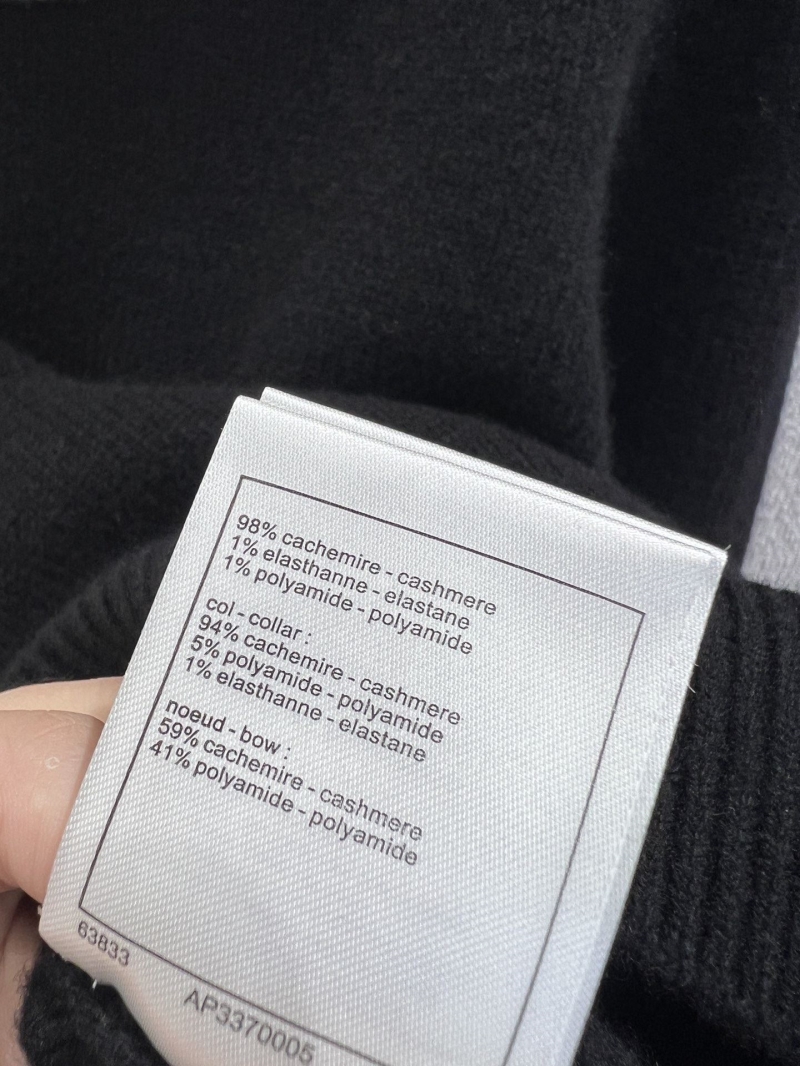 98% cachemire - cashmere
1% elasthanne - elastane
1% polyamide - polyamide
col - collar :
94% cachemire - cashmere
5% polyamide - polyamide
1% elasthanne - elastane
noeud - bow :
59% cachemire - cashmere
41% polyamide - polyamide
63833
AP3370005